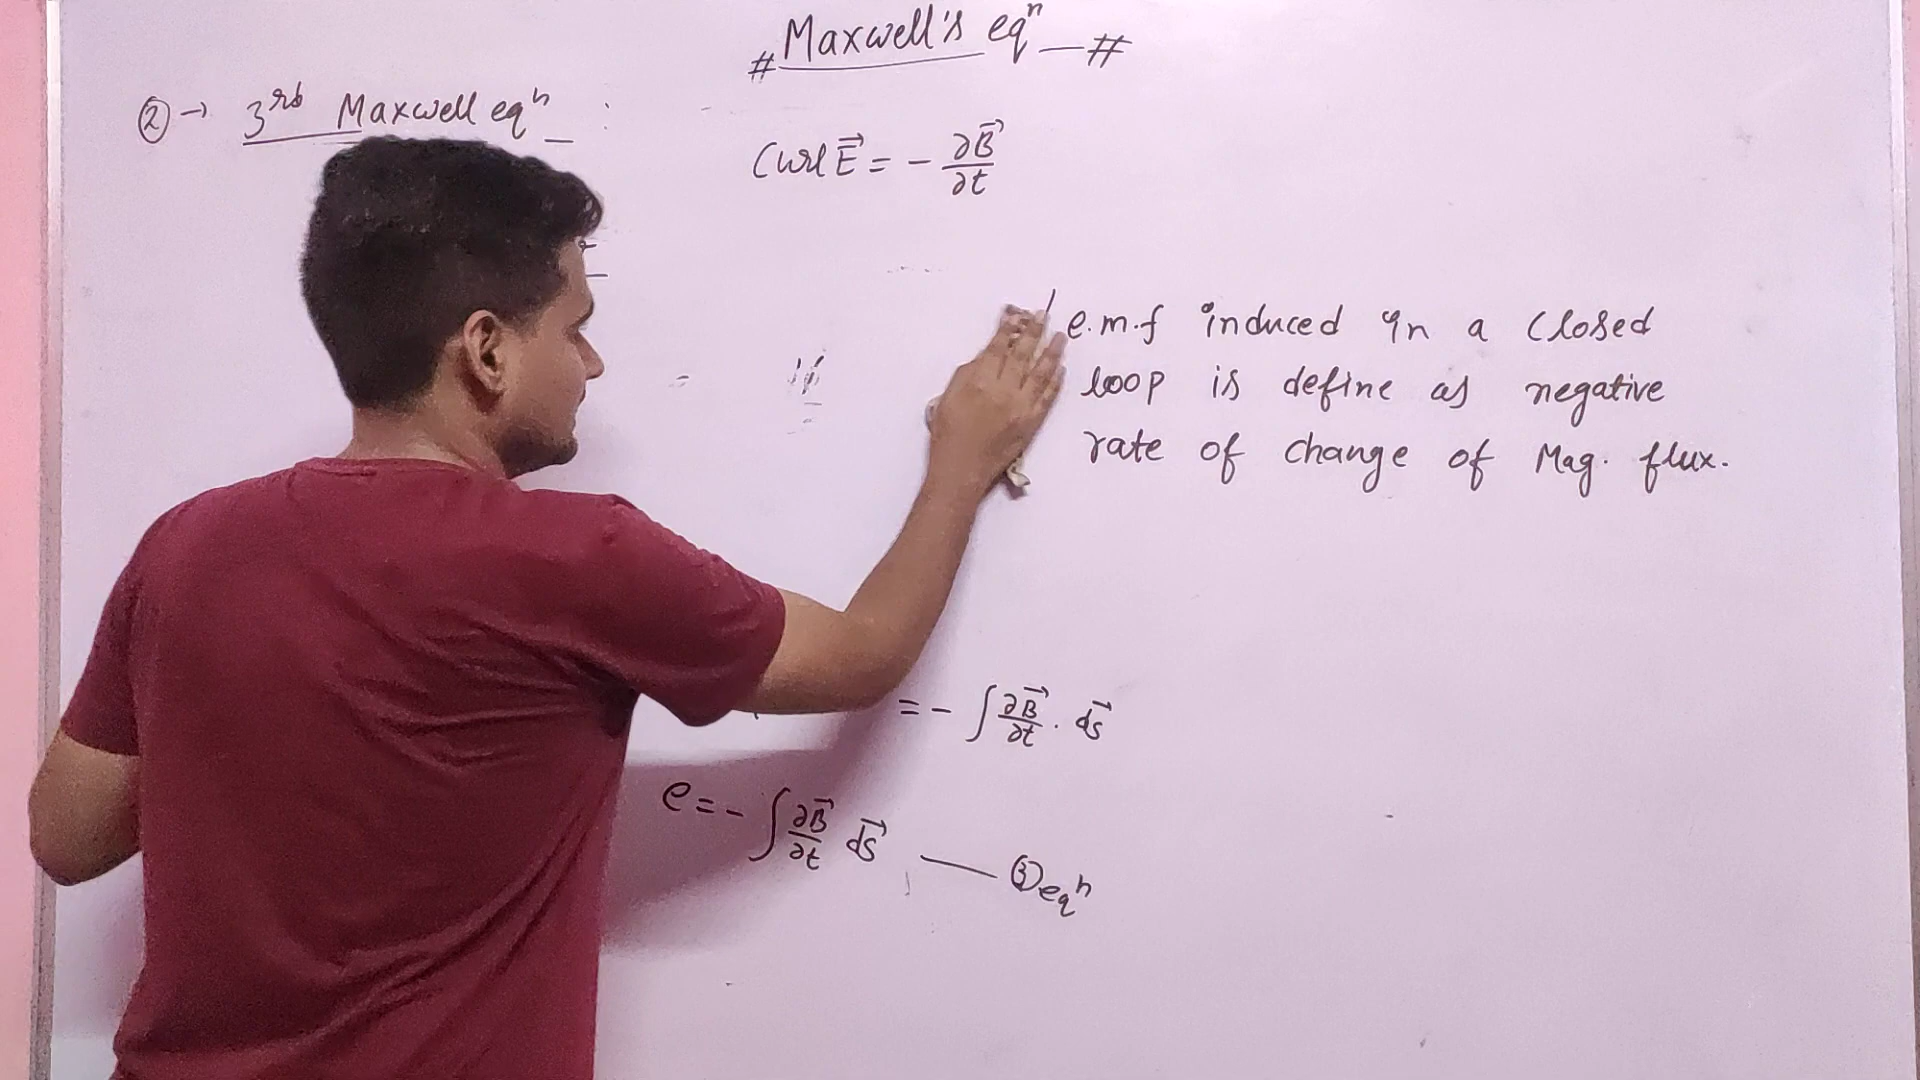 # Maxwell's eqⁿ —#
② → 3rd Maxwell eqⁿ :
Curl E⃗ = - ∂B⃗/∂t
e.m.f induced in a closed
loop is define as negative
rate of change of Mag. flux.
= - ∫ ∂B⃗/∂t . ds⃗
e = - ∫ ∂B⃗/∂t ds⃗ — ③ eqⁿ